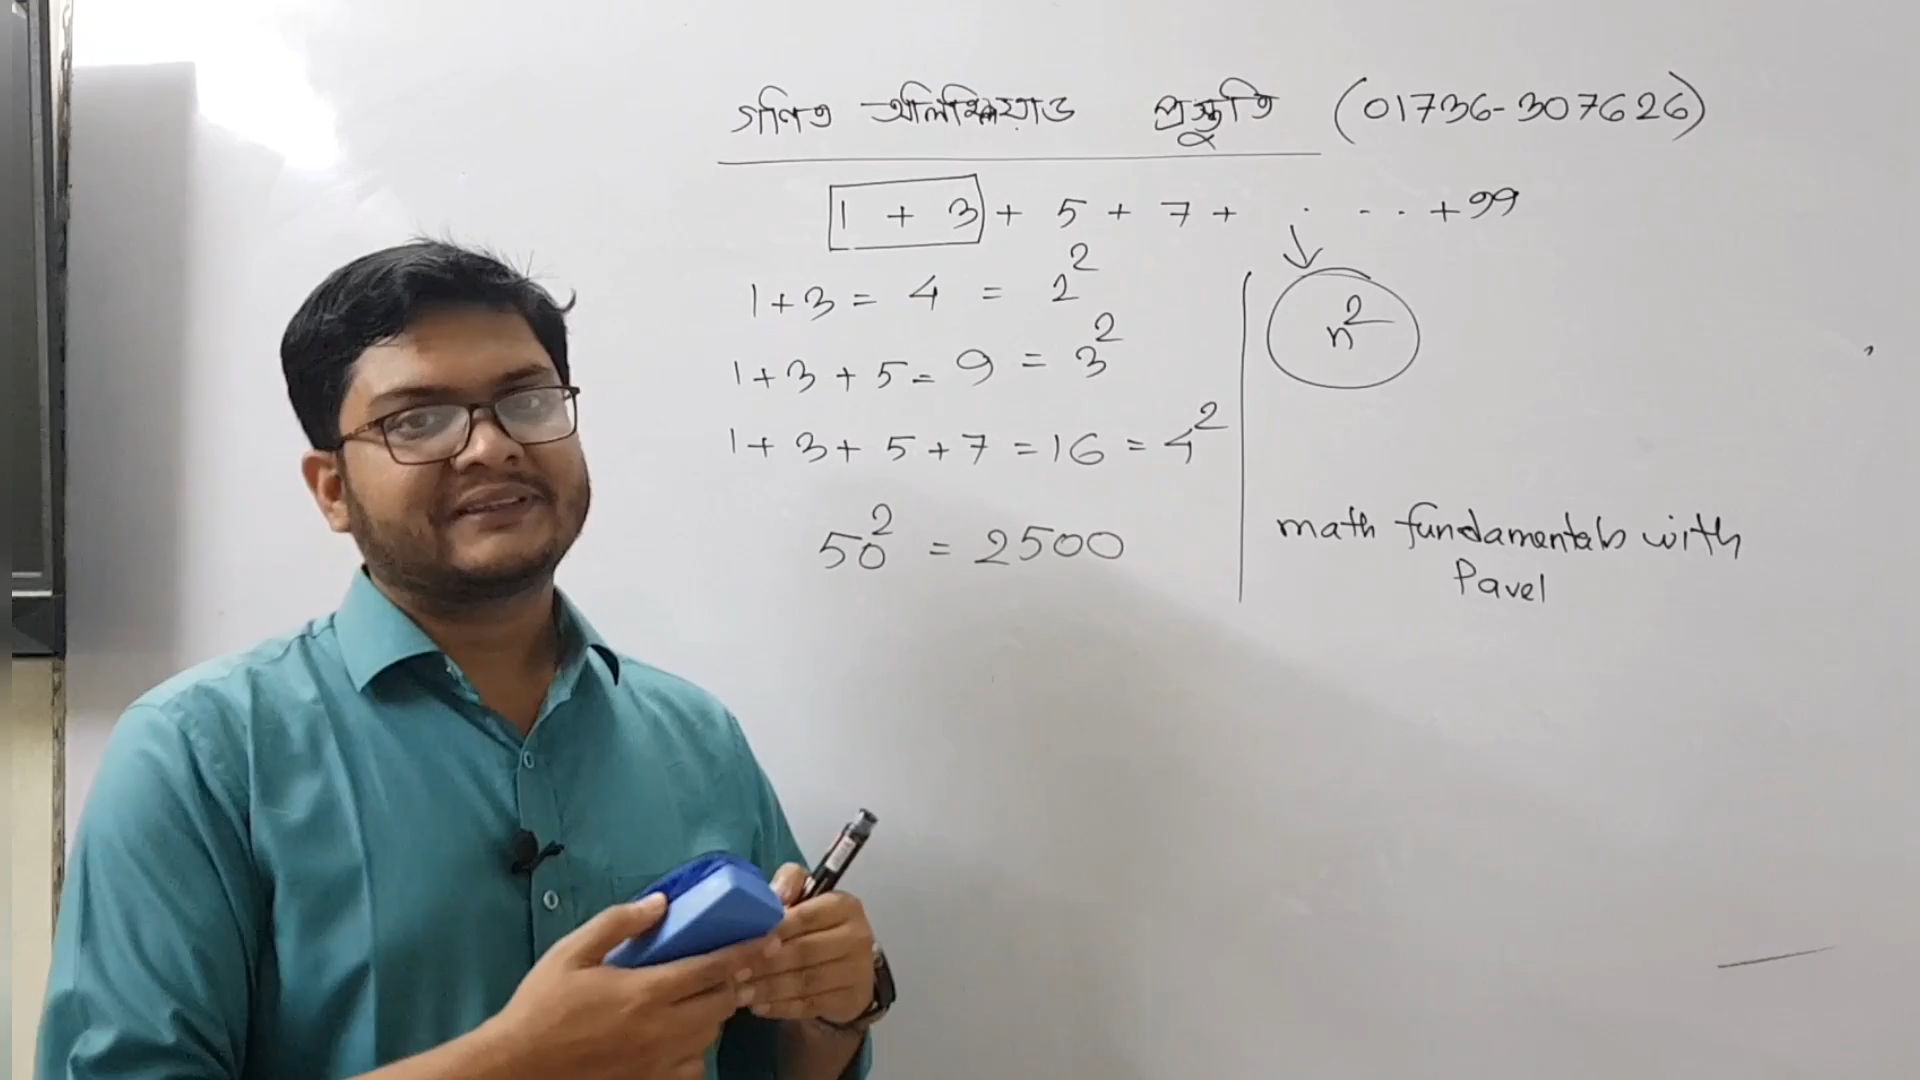 গণিত অলিম্পিয়াড প্রস্তুতি (01736-307626)
1 + 3 + 5 + 7 + . - . . + 99
1+3 = 4 = 2²
1+3+5= 9 = 3²
1+3+5+7=16=4²
50² = 2500
n²
math fundamentals with
Pavel